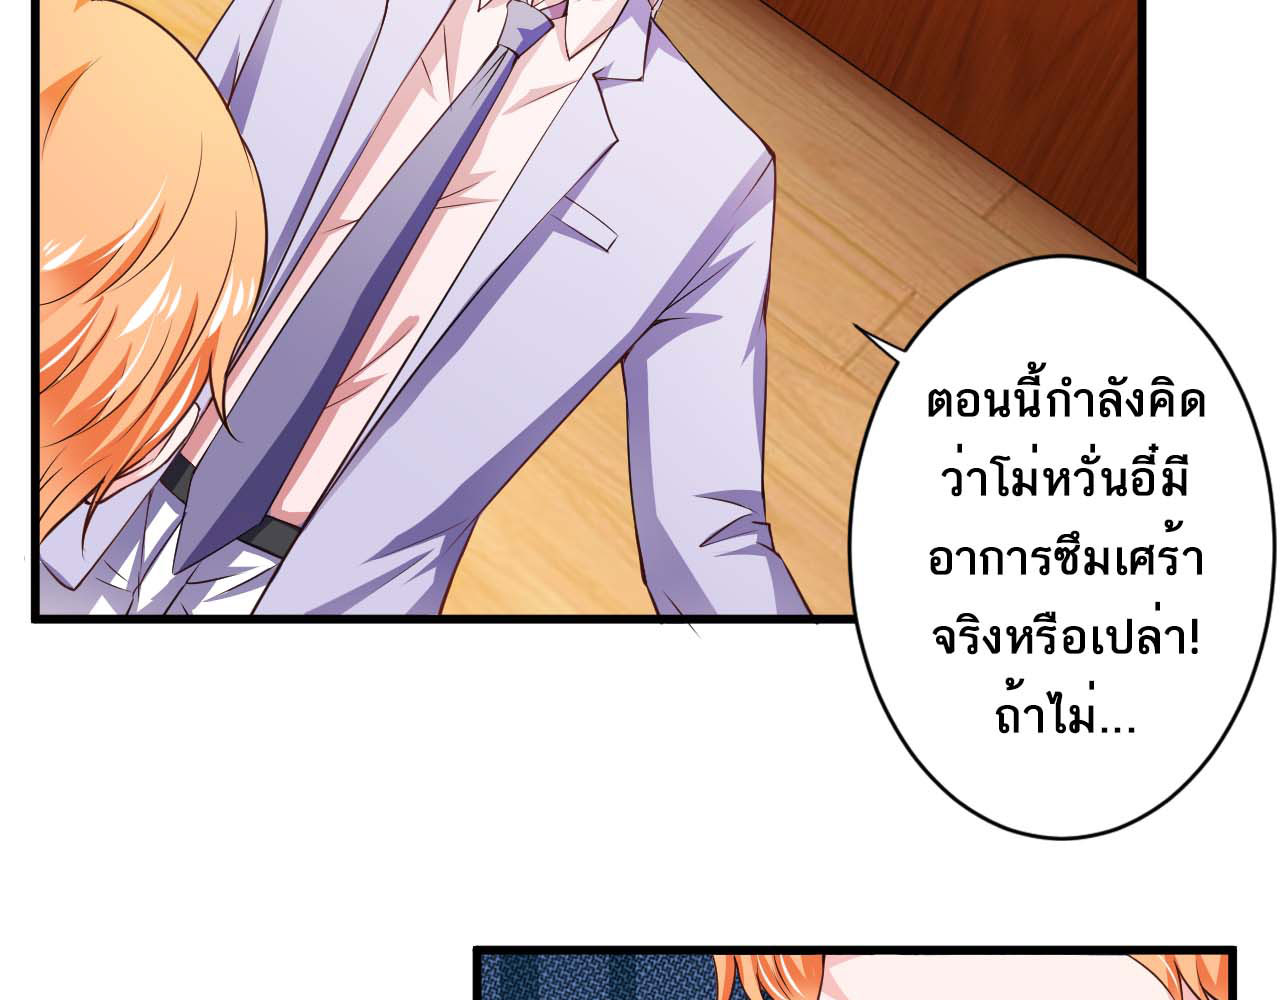 ตอนนี้กำลังคิด
ว่าโม่หวั่นอี๋มี
อาการซึมเศร้า
จริงหรือเปล่า!
ถ้าไม่...